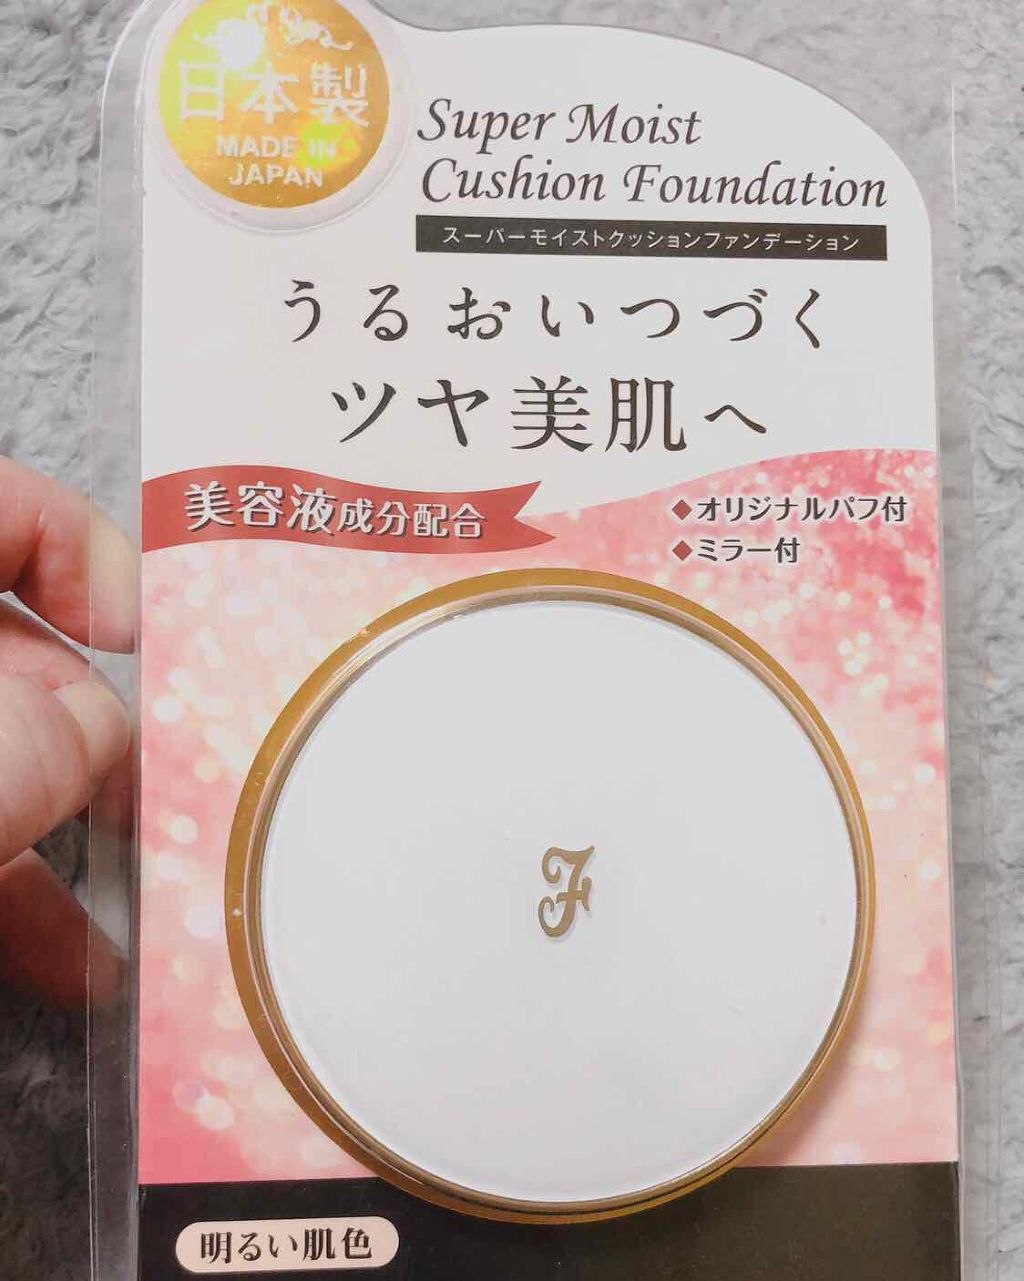 日本製
MADE IN
JAPAN
Super Moist
Cushion Foundation
スーパーモイストクッションファンデーション
うるおいつづく
ツヤ美肌へ
美容液成分配合
◆オリジナルパフ付
◆ミラー付
F
明るい肌色